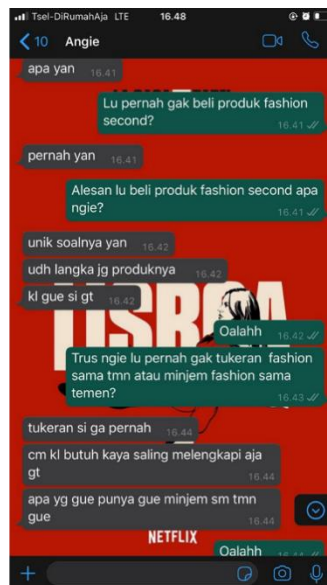 Tsel-DiRumahAja LTE 16.48
10 Angie
apa yan 16.41
Lu pernah gak beli produk fashion
second? 16.41
pernah yan 16.41
Alesan lu beli produk fashion second apa
ngie? 16.41
unik soalnya yan 16.42
udh langka jg produknya 16.42
kl gue si gt 16.42
LISBOA
Oalahh 16.42
Trus ngie lu pernah gak tukeran fashion
sama tmn atau minjem fashion sama
temen? 16.43
tukeran si ga pernah 16.44
cm kl butuh kaya saling melengkapi aja
gt 16.44
apa yg gue punya gue minjem sm tmn
gue 16.44
NETFLIX
Oalahh 16.44